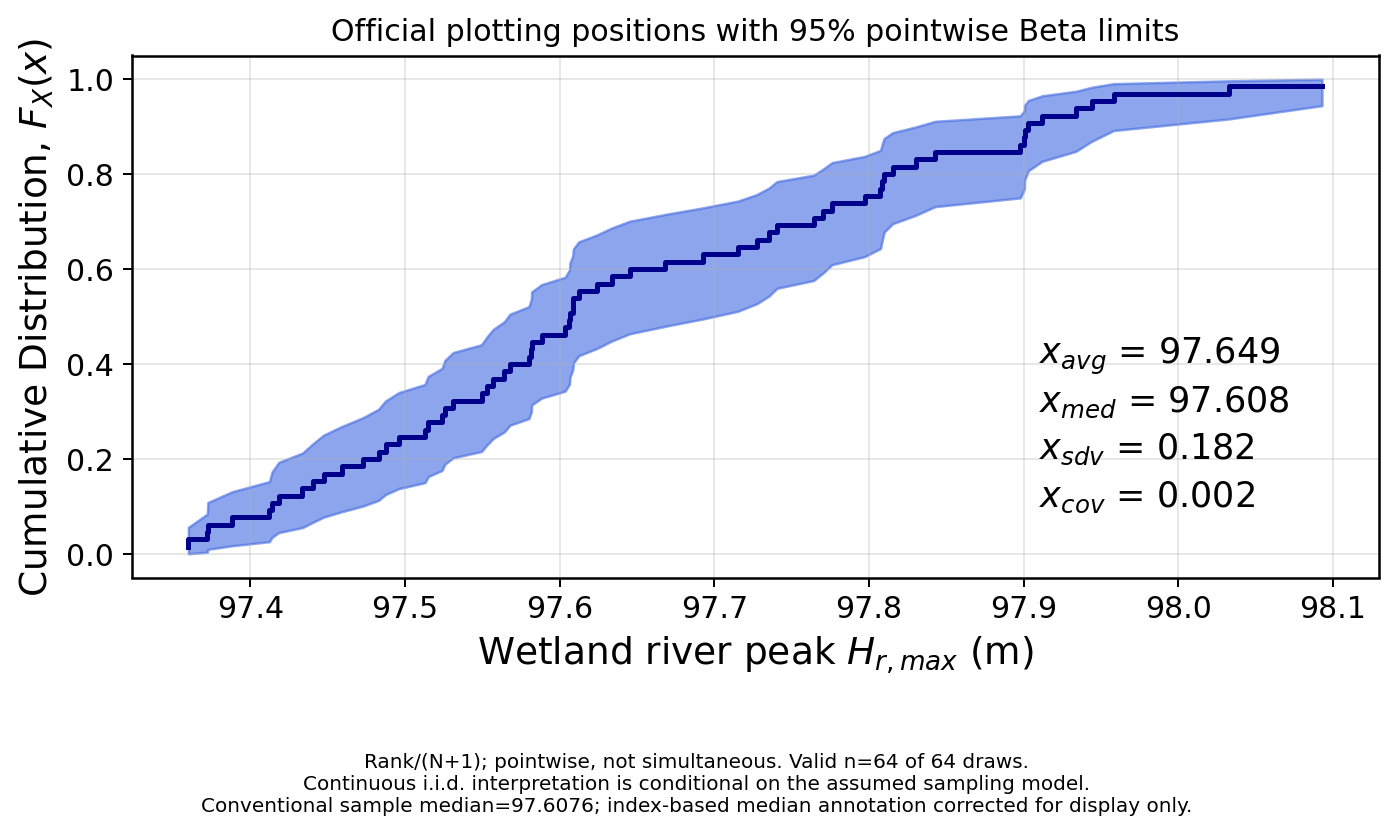 Official plotting positions with 95% pointwise Beta limits
Cumulative Distribution, F_X(x)
1.0
0.8
0.6
0.4
0.2
0.0
x_avg = 97.649
x_med = 97.608
x_sdv = 0.182
x_cov = 0.002
97.4 97.5 97.6 97.7 97.8 97.9 98.0 98.1
Wetland river peak H_r,max (m)
Rank/(N+1); pointwise, not simultaneous. Valid n=64 of 64 draws.
Continuous i.i.d. interpretation is conditional on the assumed sampling model.
Conventional sample median=97.6076; index-based median annotation corrected for display only.